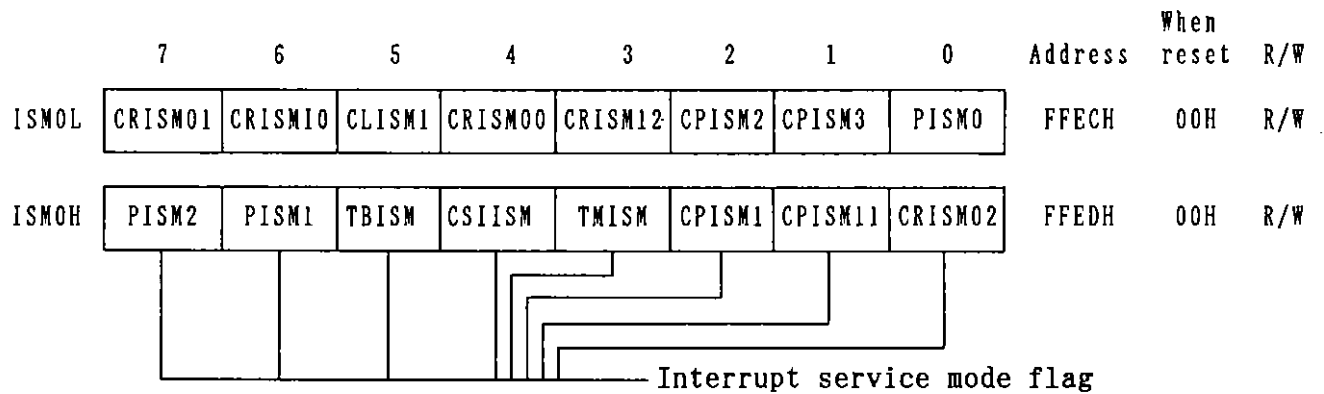 When
7 6 5 4 3 2 1 0 Address reset R/W
ISM0L CRISM01 CRISM10 CLISM1 CRISM00 CRISM12 CPISM2 CPISM3 PISM0 FFECH 00H R/W
ISM0H PISM2 PISM1 TBISM CSIISM TMISM CPISM1 CPISM11 CRISM02 FFEDH 00H R/W
Interrupt service mode flag